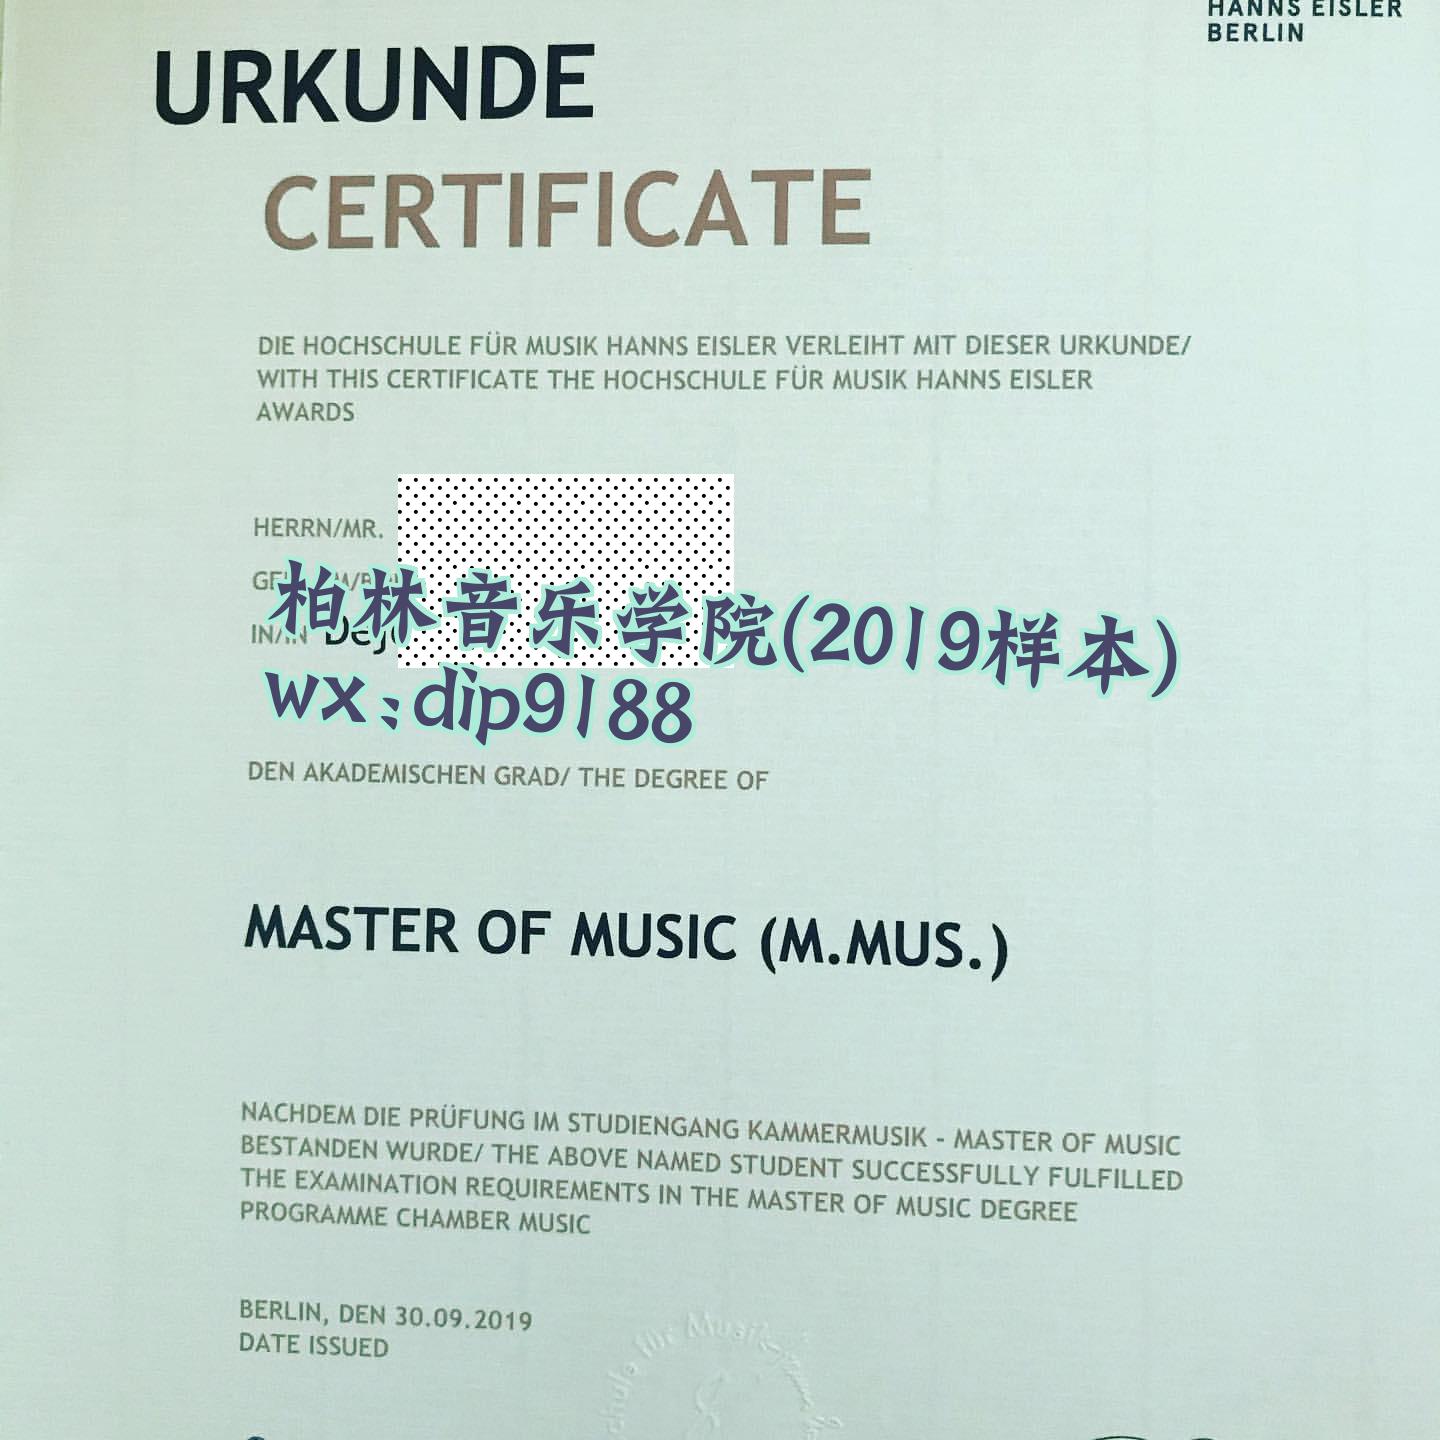 HANNS EISLER
BERLIN
URKUNDE
CERTIFICATE
DIE HOCHSCHULE FÜR MUSIK HANNS EISLER VERLEIHT MIT DIESER URKUNDE/
WITH THIS CERTIFICATE THE HOCHSCHULE FÜR MUSIK HANNS EISLER
AWARDS
HERRN/MR.
柏林音乐学院(2019样本)
wx:dip9188
DEN AKADEMISCHEN GRAD/ THE DEGREE OF
MASTER OF MUSIC (M.MUS.)
NACHDEM DIE PRÜFUNG IM STUDIENGANG KAMMERMUSIK - MASTER OF MUSIC
BESTANDEN WURDE/ THE ABOVE NAMED STUDENT SUCCESSFULLY FULFILLED
THE EXAMINATION REQUIREMENTS IN THE MASTER OF MUSIC DEGREE
PROGRAMME CHAMBER MUSIC
BERLIN, DEN 30.09.2019
DATE ISSUED
für Musik